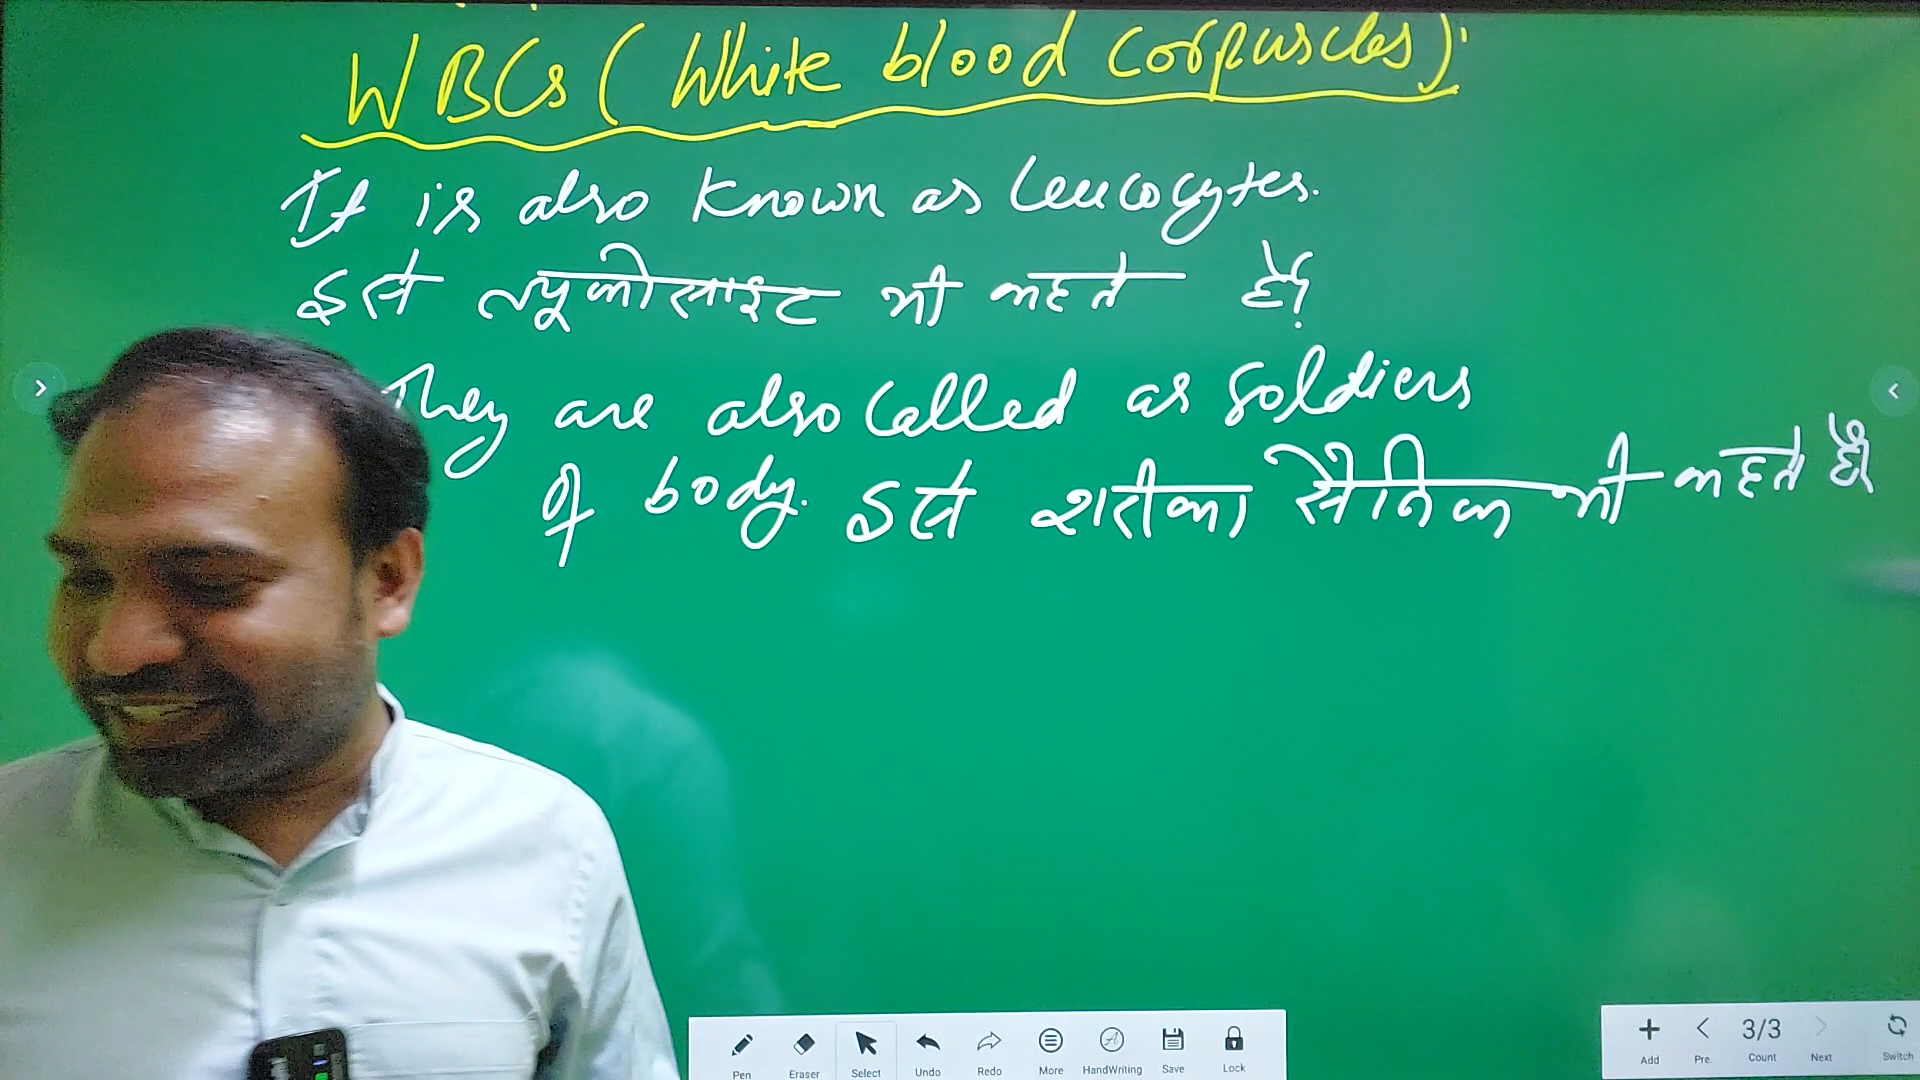 WBCs (White blood corpuscles):
It is also known as leucocytes.
इसे ल्यूकोसाइट भी कहते हैं।
They are also called as soldiers
of body. इसे शरीर का सैनिक भी कहते हैं।
Pen Eraser Select Undo Redo More HandWriting Save Lock
Add Pre 3/3 Count Next Switch